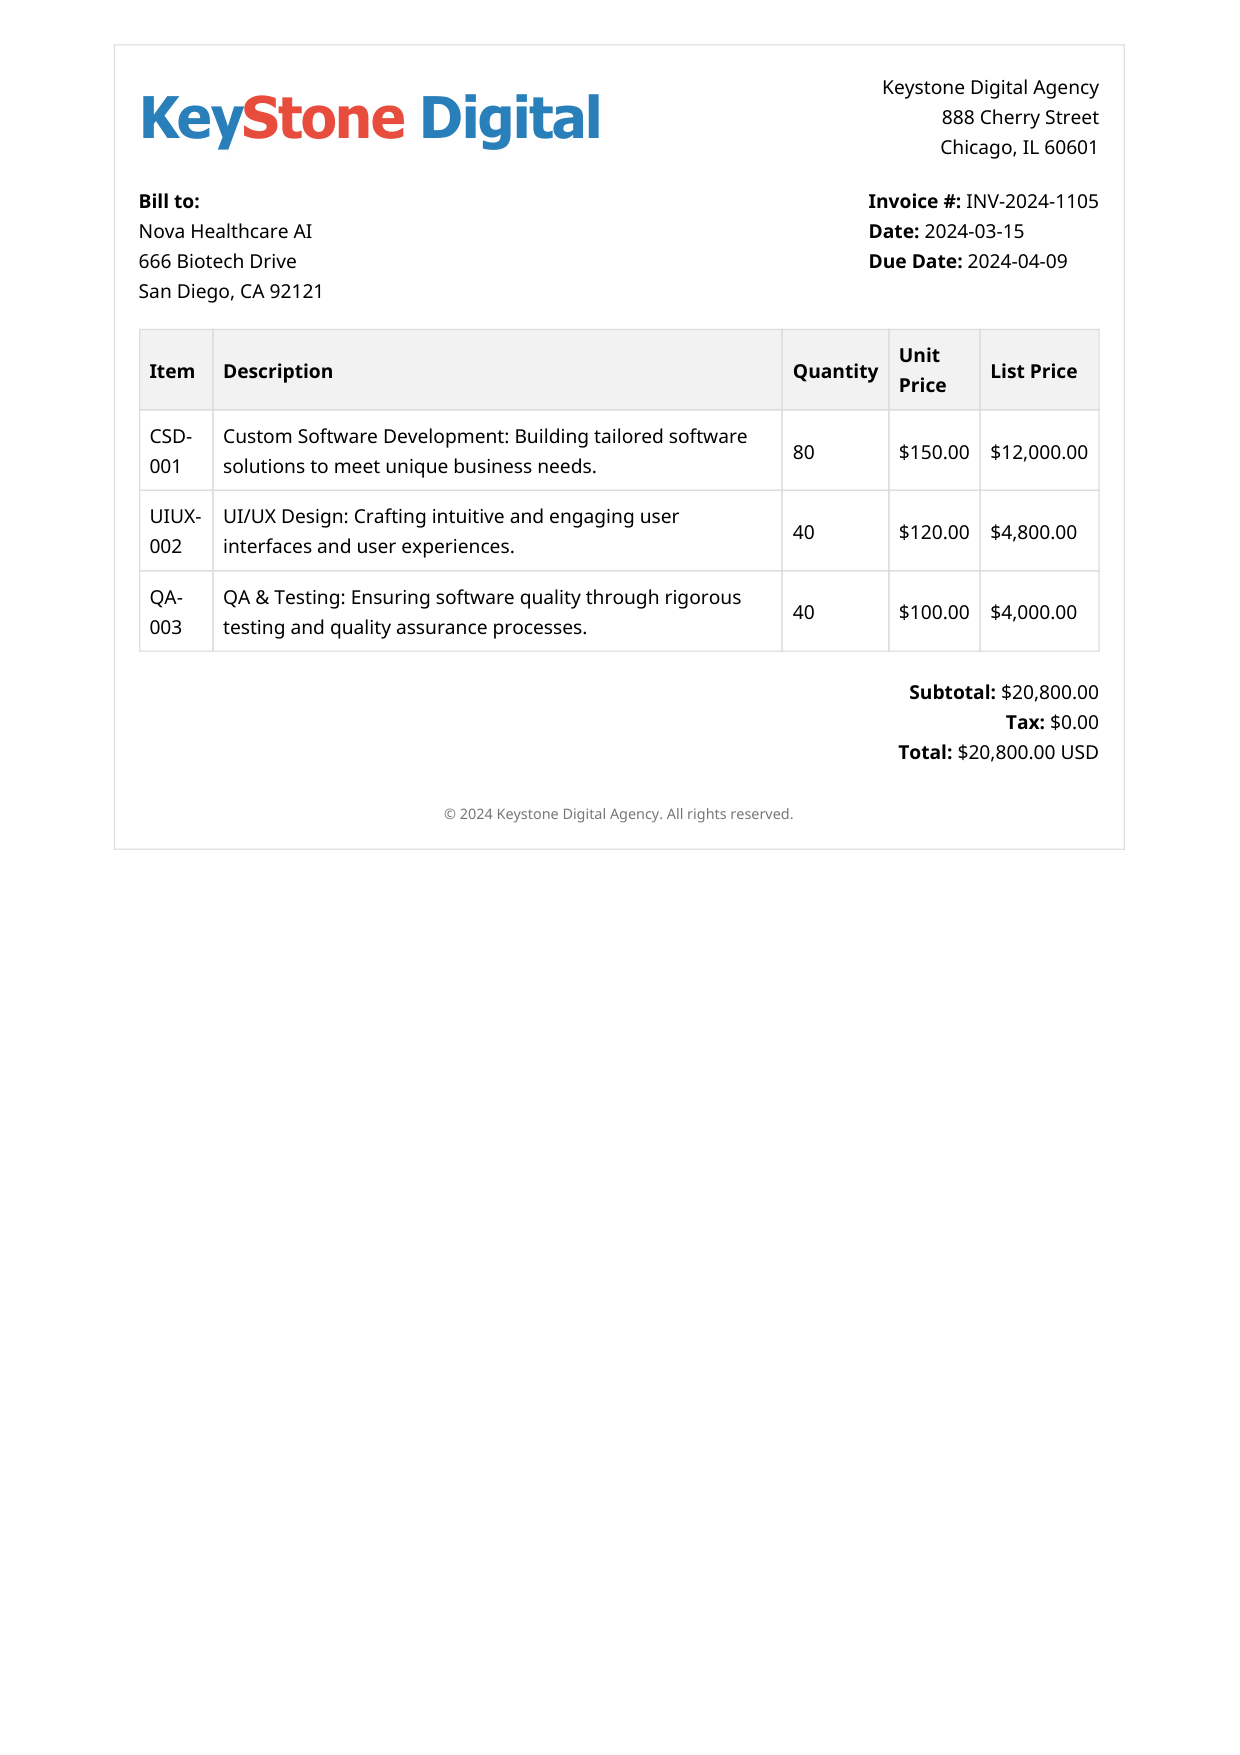 KeyStone Digital
Keystone Digital Agency
888 Cherry Street
Chicago, IL 60601
Bill to:
Nova Healthcare AI
666 Biotech Drive
San Diego, CA 92121
Invoice #: INV-2024-1105
Date: 2024-03-15
Due Date: 2024-04-09
Item Description Quantity Unit Price List Price
CSD-001 Custom Software Development: Building tailored software solutions to meet unique business needs. 80 $150.00 $12,000.00
UIUX-002 UI/UX Design: Crafting intuitive and engaging user interfaces and user experiences. 40 $120.00 $4,800.00
QA-003 QA & Testing: Ensuring software quality through rigorous testing and quality assurance processes. 40 $100.00 $4,000.00
Subtotal: $20,800.00
Tax: $0.00
Total: $20,800.00 USD
© 2024 Keystone Digital Agency. All rights reserved.